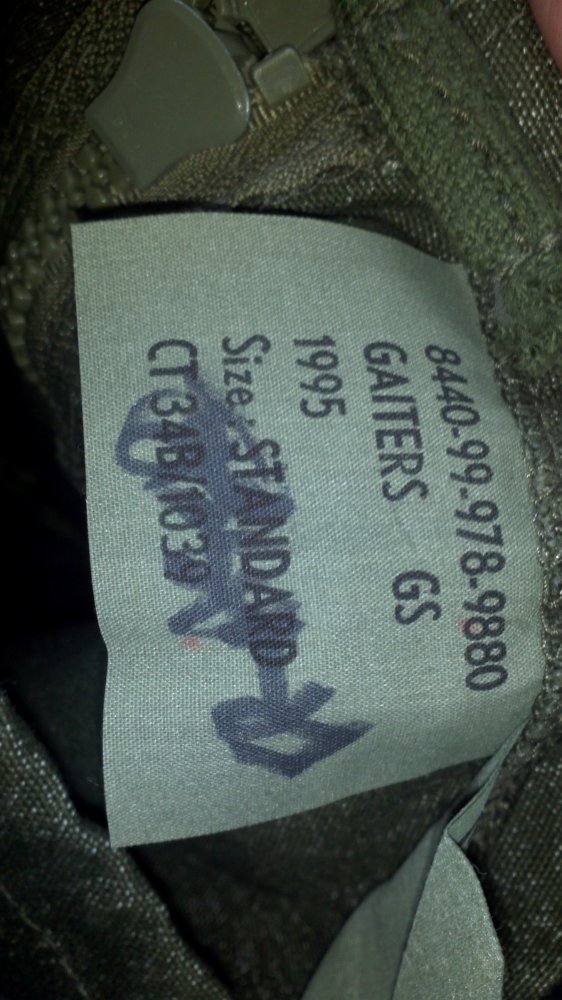 8440-99-978-9880
GAITERS GS
1995
Size: STANDARD
CT34B/1039